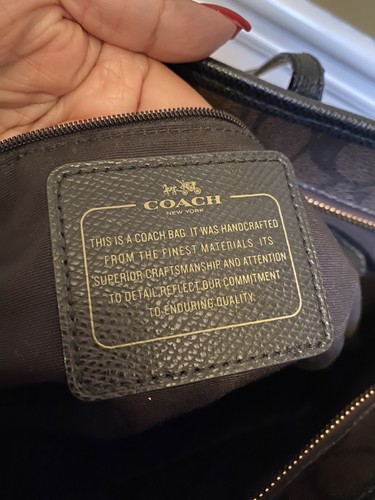 COACH
NEW YORK
THIS IS A COACH BAG. IT WAS HANDCRAFTED
FROM THE FINEST MATERIALS. ITS
SUPERIOR CRAFTSMANSHIP AND ATTENTION
TO DETAIL REFLECT OUR COMMITMENT
TO ENDURING QUALITY.